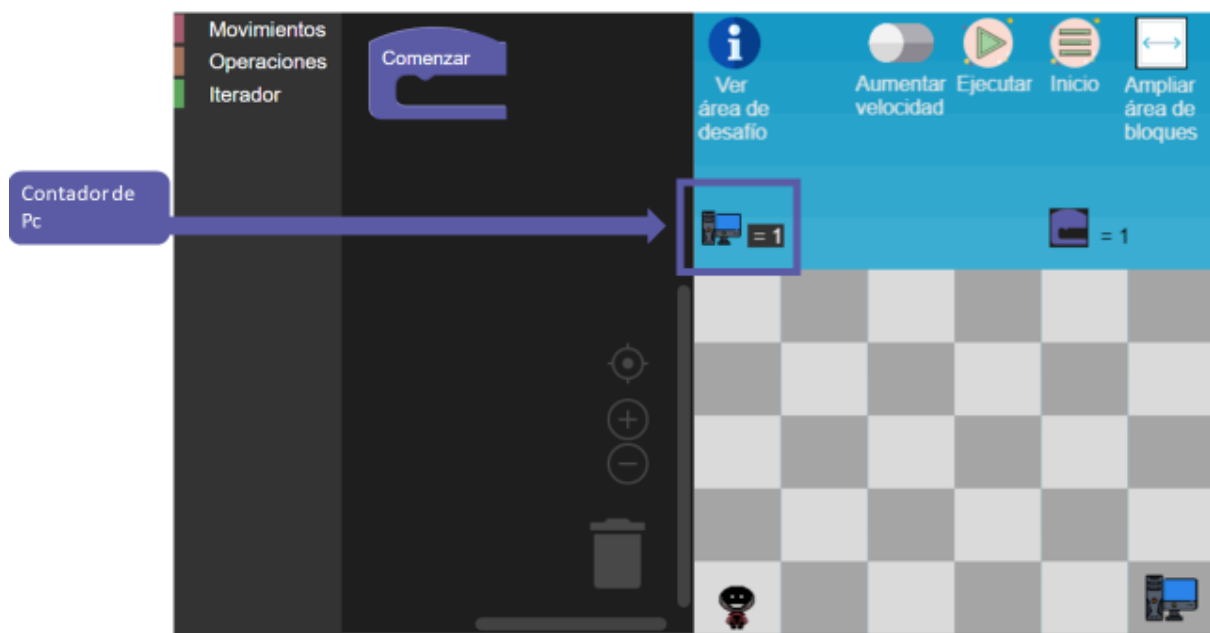 Movimientos
Operaciones
Iterador
Comenzar
Ver
área de
desafío
Aumentar
velocidad
Ejecutar
Inicio
Ampliar
área de
bloques
Contador de
Pc
= 1
= 1